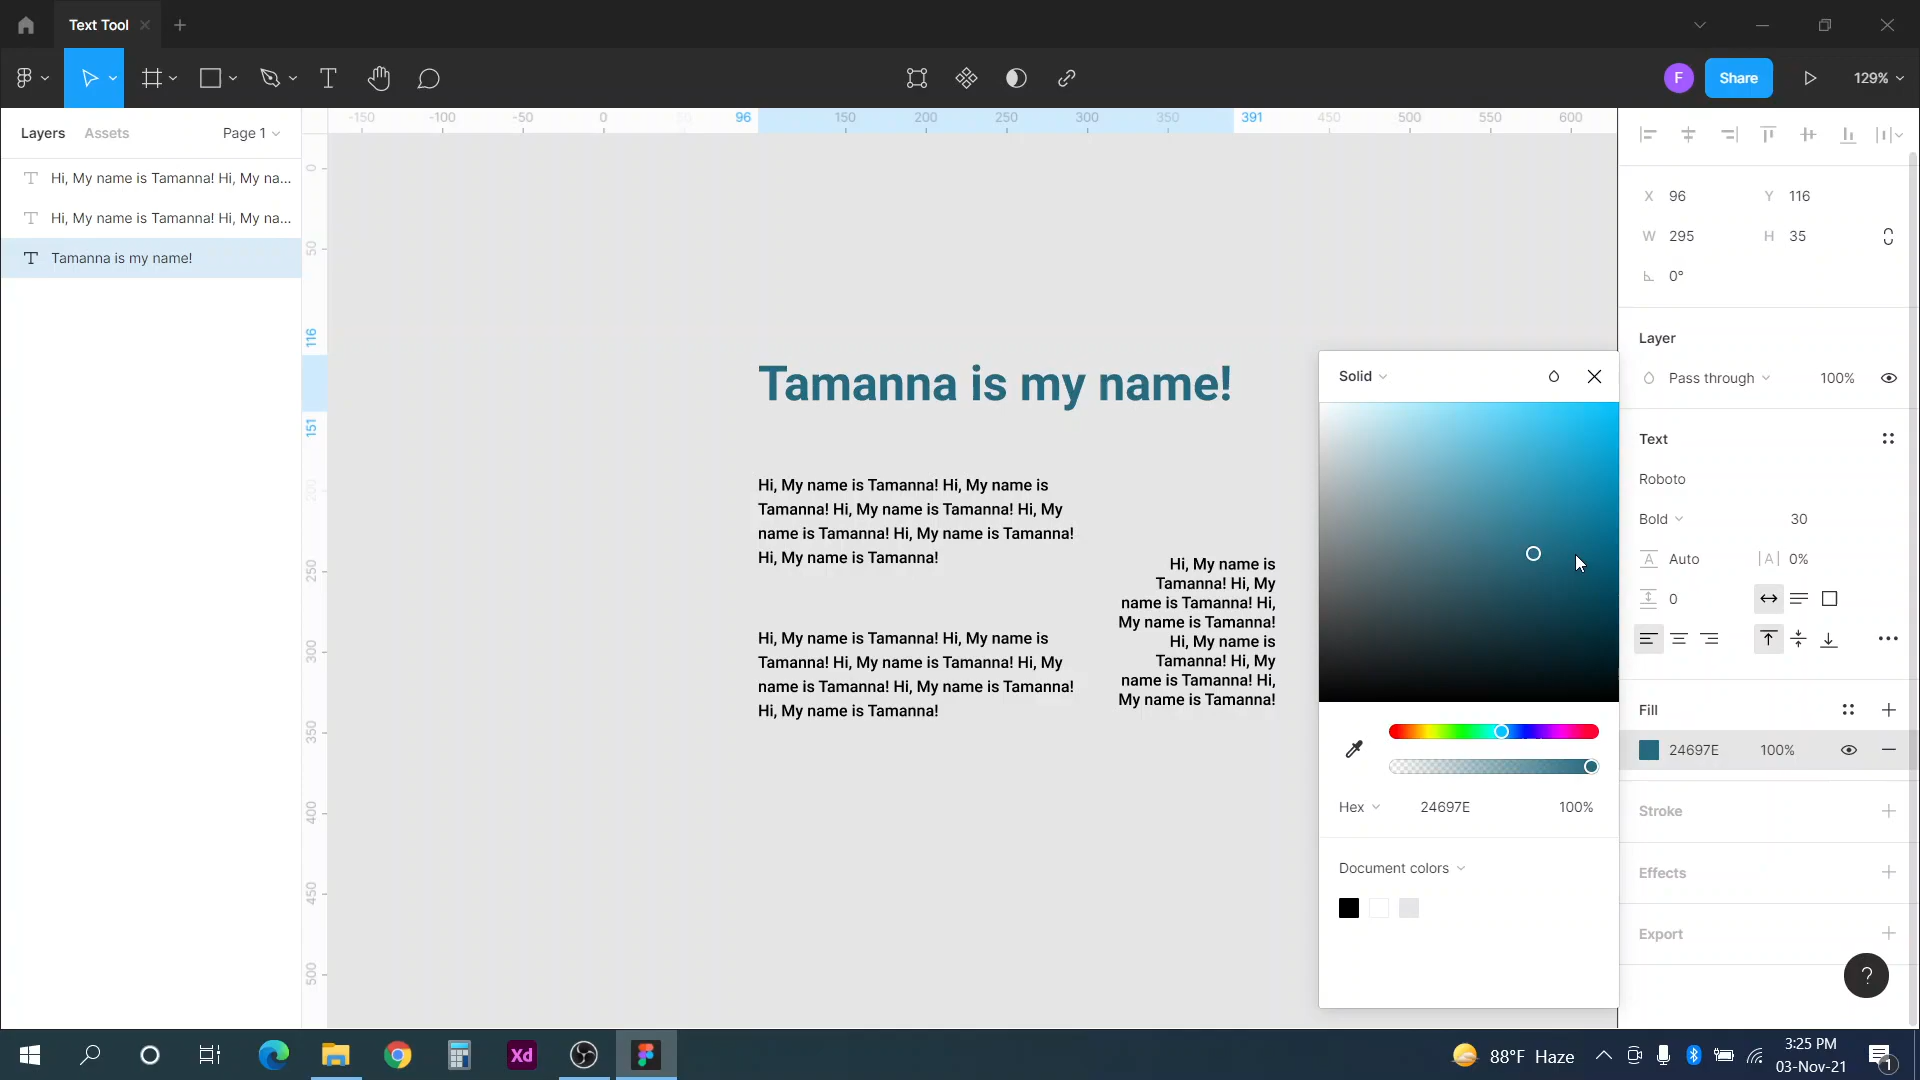 Text Tool
F
Share
129%
Layers
Assets
Page 1
-150
-100
-50
0
50
96
150
200
250
300
350
391
450
500
550
600
Hi, My name is Tamanna! Hi, My na...
Hi, My name is Tamanna! Hi, My na...
Tamanna is my name!
0
50
116
151
200
250
300
350
400
450
500
Tamanna is my name!
Hi, My name is Tamanna! Hi, My name is
Tamanna! Hi, My name is Tamanna! Hi, My
name is Tamanna! Hi, My name is Tamanna!
Hi, My name is Tamanna!
Hi, My name is
Tamanna! Hi, My
name is Tamanna! Hi,
My name is Tamanna!
Hi, My name is
Tamanna! Hi, My
name is Tamanna! Hi,
My name is Tamanna!
Hi, My name is Tamanna! Hi, My name is
Tamanna! Hi, My name is Tamanna! Hi, My
name is Tamanna! Hi, My name is Tamanna!
Hi, My name is Tamanna!
Solid
Hex
24697E
100%
Document colors
X 96
Y 116
W 295
H 35
0°
Layer
Pass through
100%
Text
Roboto
Bold
30
A Auto
|A| 0%
0
Fill
24697E
100%
Stroke
Effects
Export
?
Xd
88°F Haze
3:25 PM
03-Nov-21
1